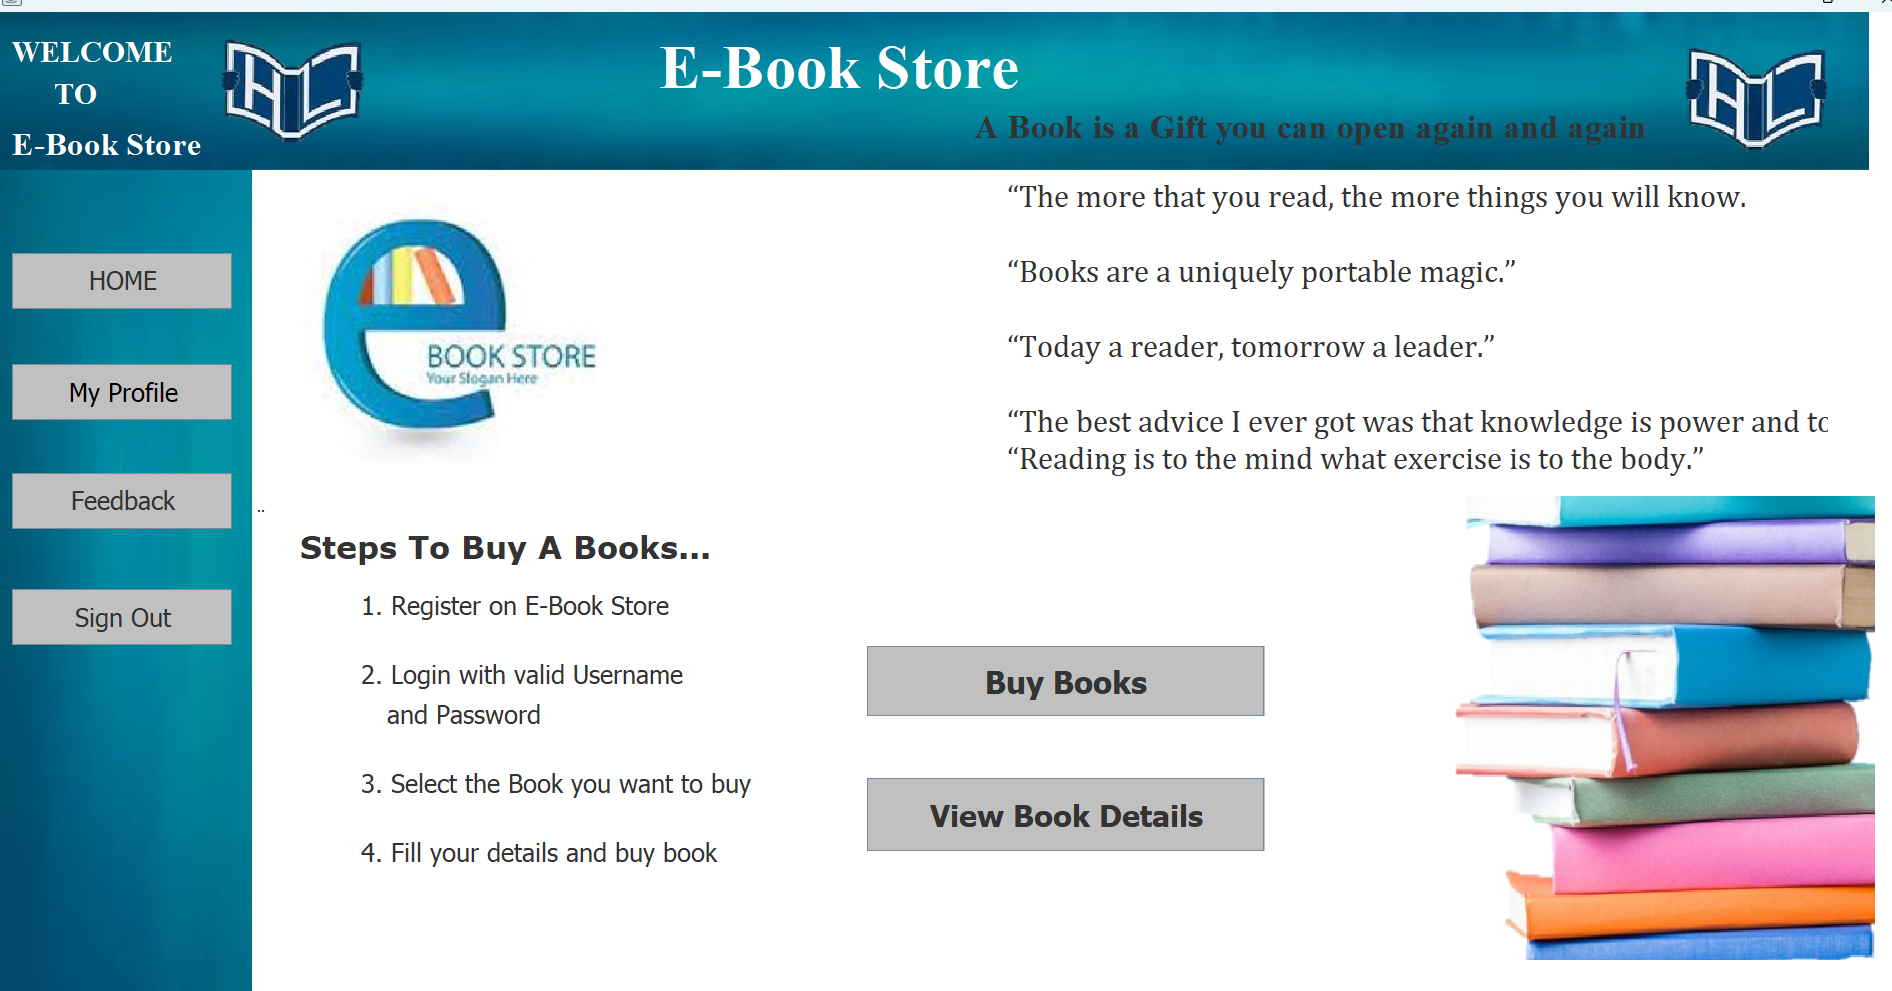 WELCOME
TO
E-Book Store
HL
E-Book Store
A Book is a Gift you can open again and again
HL
HOME
My Profile
Feedback
Sign Out
BOOK STORE
Your Slogan Here
“The more that you read, the more things you will know.
“Books are a uniquely portable magic.”
“Today a reader, tomorrow a leader.”
“The best advice I ever got was that knowledge is power and to
“Reading is to the mind what exercise is to the body.”
..
Steps To Buy A Books...
1. Register on E-Book Store
2. Login with valid Username
and Password
3. Select the Book you want to buy
4. Fill your details and buy book
Buy Books
View Book Details